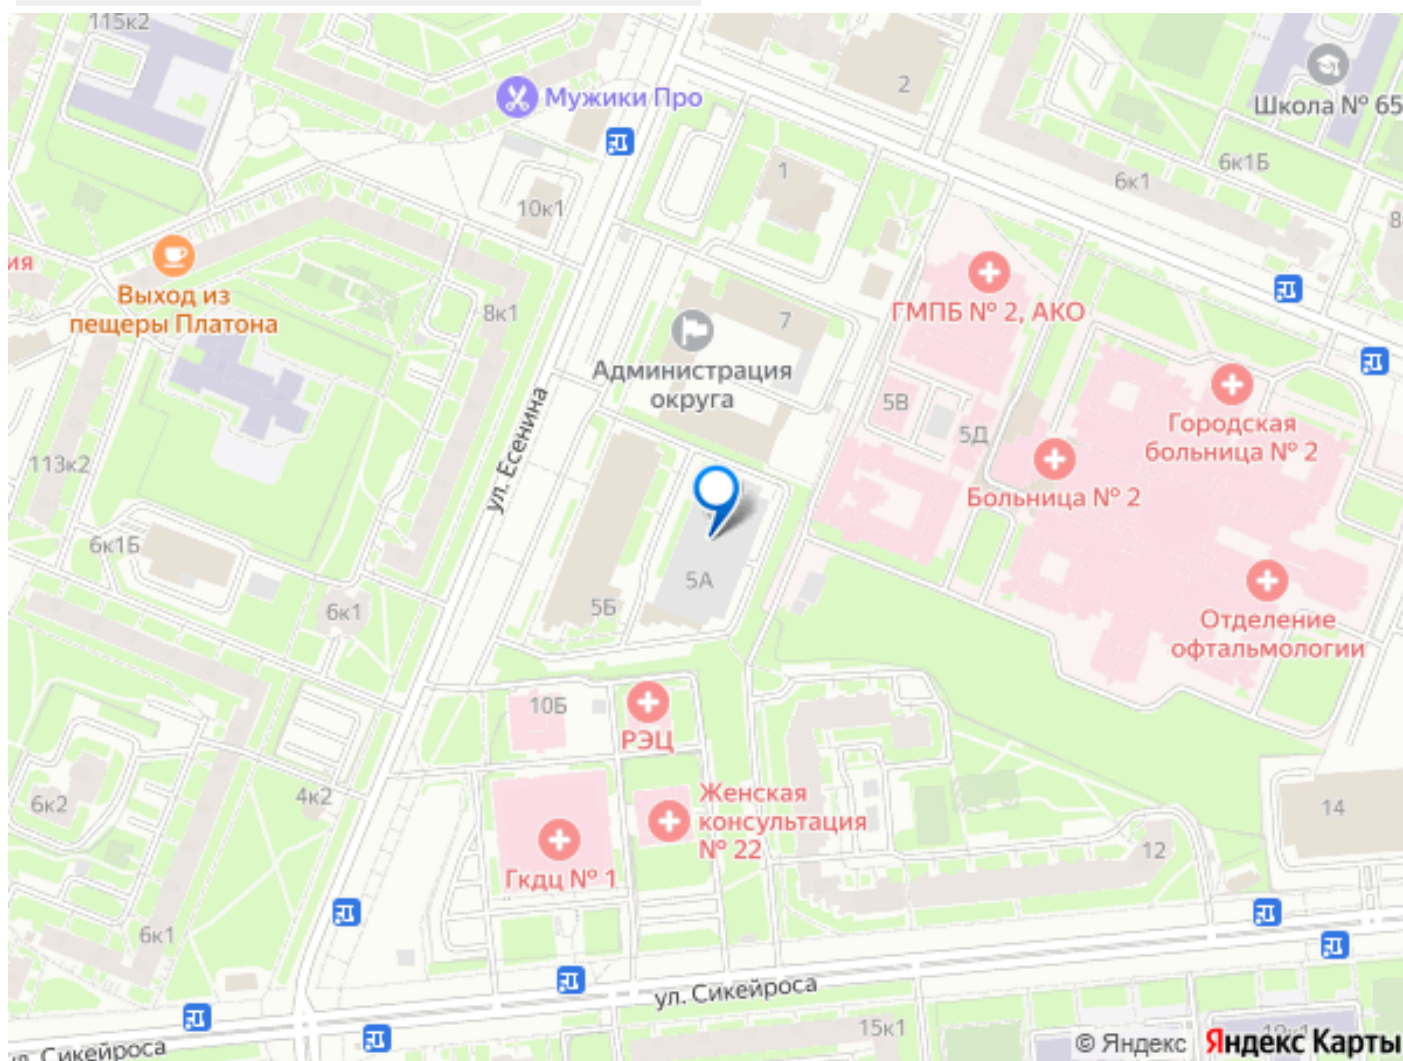 115к2
Мужики Про
2
Школа № 65
6к1Б
6к1
1
10к1
8
ия
Выход из
пещеры Платона
8к1
7
ГМПБ № 2, АКО
Администрация
округа
5В
5Д
Городская
больница № 2
Больница № 2
ул. Есенина
113к2
6к1Б
5А
5Б
6к1
Отделение
офтальмологии
10Б
РЭЦ
6к2
4к2
Женская
консультация
№ 22
Гкдц № 1
14
12
6к1
ул. Сикейроса
15к1
ул. Сикейроса
© Яндекс
Яндекс Карты